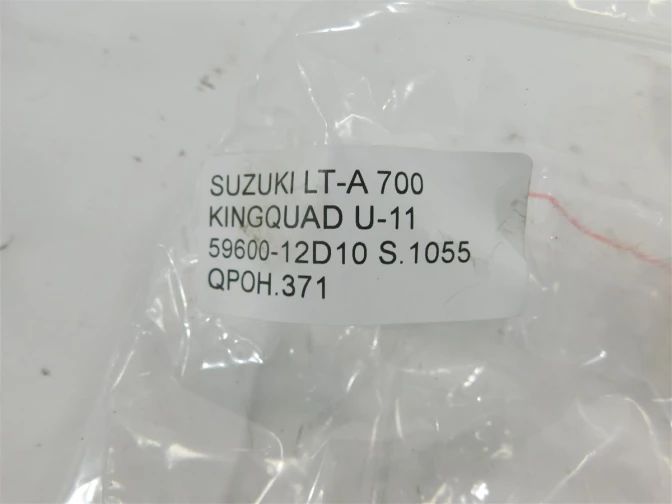 SUZUKI LT-A 700
KINGQUAD U-11
59600-12D10 S.1055
QPOH.371